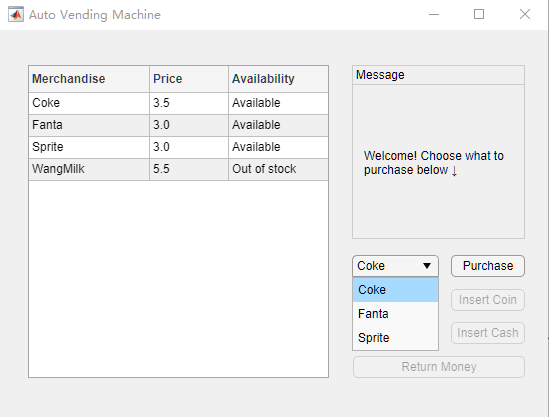 Auto Vending Machine
Merchandise Price Availability
Coke 3.5 Available
Fanta 3.0 Available
Sprite 3.0 Available
WangMilk 5.5 Out of stock
Message
Welcome! Choose what to
purchase below ↓
Coke
Purchase
Coke
Fanta
Sprite
Insert Coin
Insert Cash
Return Money